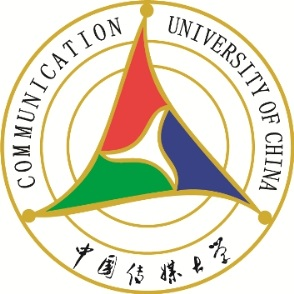 COMMUNICATION UNIVERSITY OF CHINA
中国传媒大学